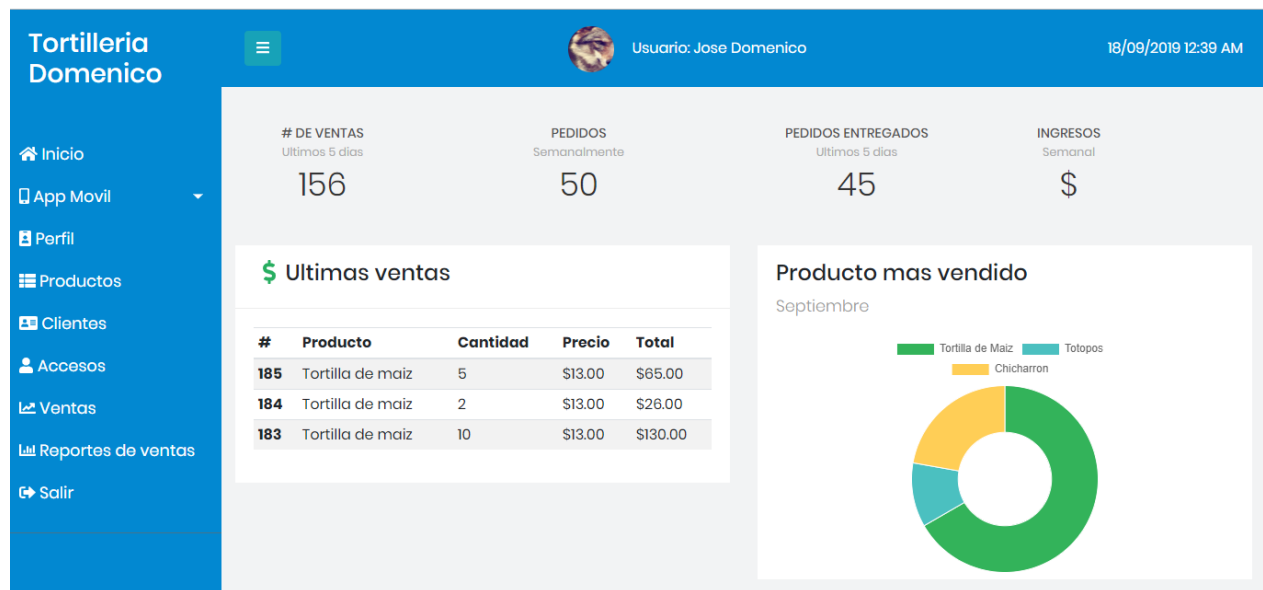 Tortilleria
Domenico
Usuario: Jose Domenico
18/09/2019 12:39 AM
Inicio
App Movil
Perfil
Productos
Clientes
Accesos
Ventas
Reportes de ventas
Salir
# DE VENTAS
Ultimos 5 dias
156
PEDIDOS
Semanalmente
50
PEDIDOS ENTREGADOS
Ultimos 5 dias
45
INGRESOS
Semanal
$
$ Ultimas ventas
# Producto Cantidad Precio Total
185 Tortilla de maiz 5 $13.00 $65.00
184 Tortilla de maiz 2 $13.00 $26.00
183 Tortilla de maiz 10 $13.00 $130.00
Producto mas vendido
Septiembre
Tortilla de Maiz Totopos
Chicharron